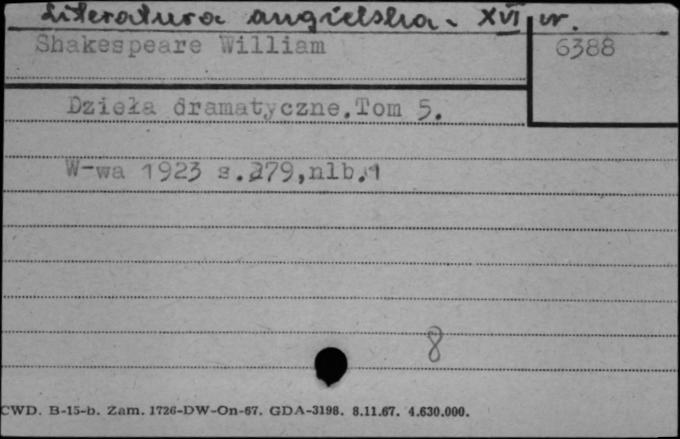 Literatura angielska - XVI w.
Shakespeare William
6388
Dzieła dramatyczne.Tom 5.
W-wa 1923 s.279,nlb.1
8
CWD. B-15-b. Zam. 1726-DW-On-67. GDA-3198. 8.11.67. 4.630.000.